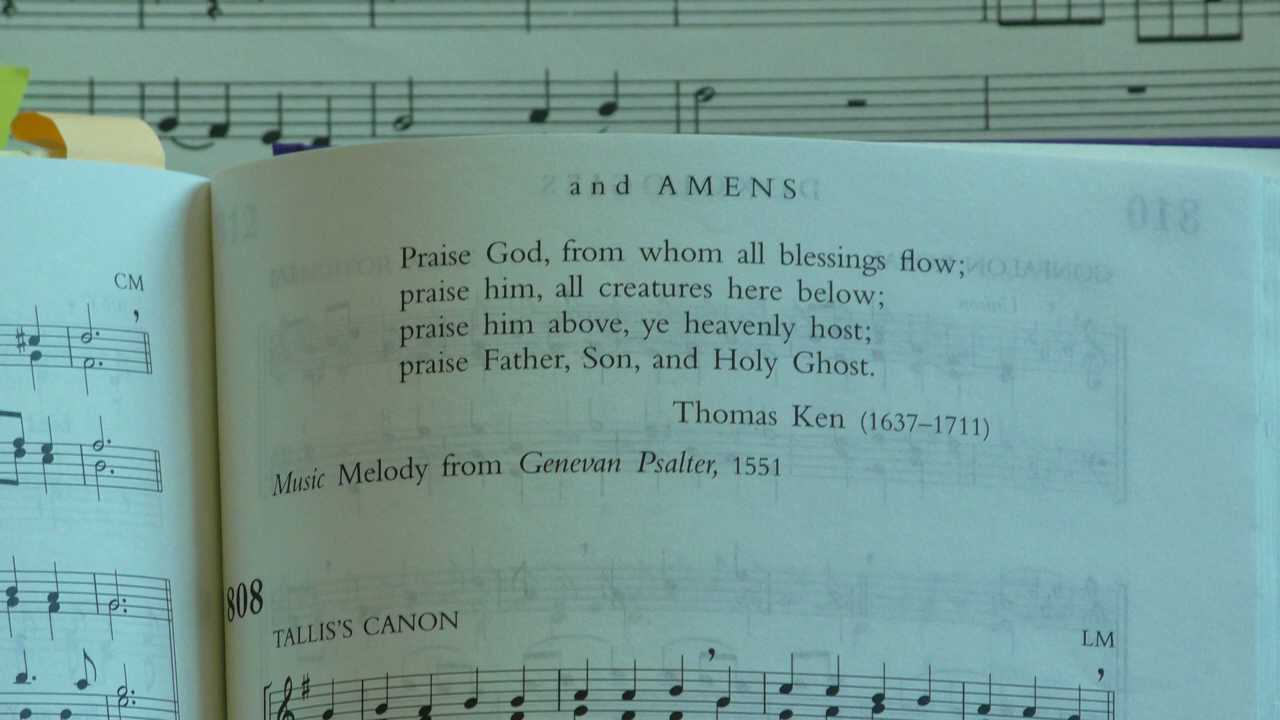 and AMENS
Praise God, from whom all blessings flow;
praise him, all creatures here below;
praise him above, ye heavenly host;
praise Father, Son, and Holy Ghost.
Thomas Ken (1637–1711)
Music Melody from Genevan Psalter, 1551
CM
808
TALLIS'S CANON
LM